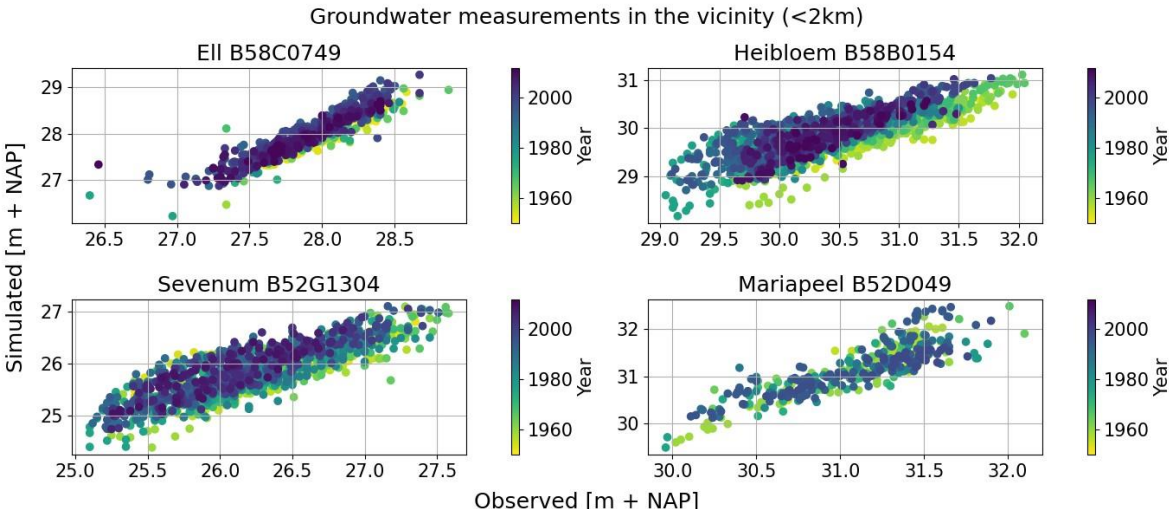 Groundwater measurements in the vicinity (<2km)
Ell B58C0749
Heibloem B58B0154
29
28
27
26.5 27.0 27.5 28.0 28.5
2000
1980
1960
Year
31
30
29
29.0 29.5 30.0 30.5 31.0 31.5 32.0
2000
1980
1960
Year
Simulated [m + NAP]
Sevenum B52G1304
Mariapeel B52D049
27
26
25
25.0 25.5 26.0 26.5 27.0 27.5
2000
1980
1960
Year
32
31
30
30.0 30.5 31.0 31.5 32.0
2000
1980
1960
Year
Observed [m + NAP]